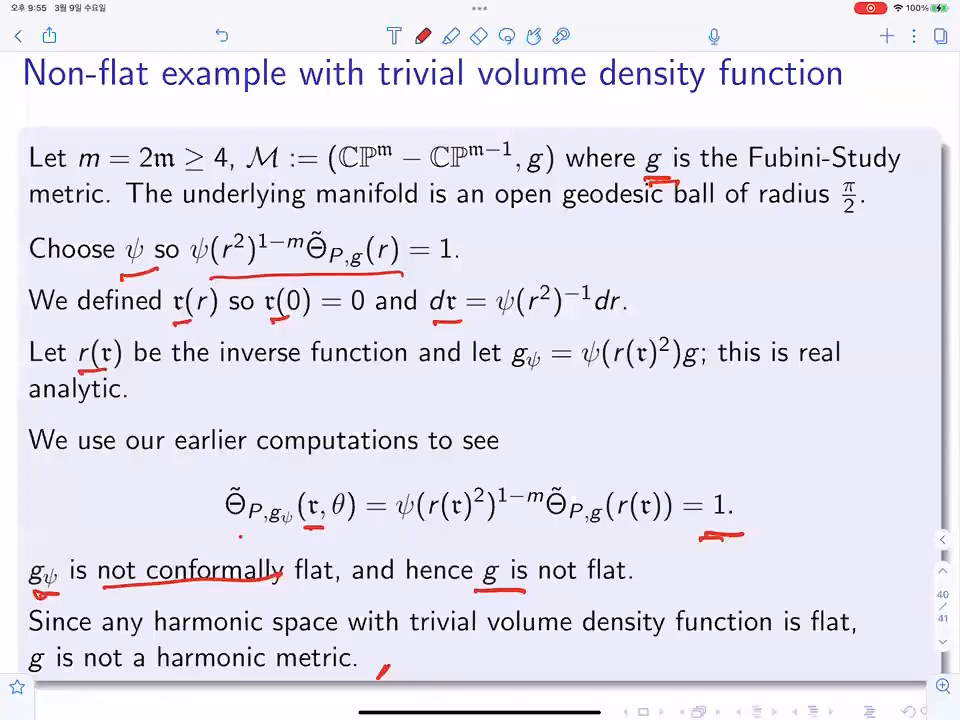 오후 9:55 3월 9일 수요일
100%
Non-flat example with trivial volume density function
Let m = 2𝔪 ≥ 4, ℳ := (ℂℙ^𝔪 − ℂℙ^{𝔪−1}, g) where g is the Fubini-Study
metric. The underlying manifold is an open geodesic ball of radius π/2.
Choose ψ so ψ(r²)^{1−m}Θ̃_{P,g}(r) = 1.
We defined 𝔯(r) so 𝔯(0) = 0 and d𝔯 = ψ(r²)^{−1}dr.
Let r(𝔯) be the inverse function and let g_ψ = ψ(r(𝔯)²)g; this is real
analytic.
We use our earlier computations to see
Θ̃_{P,g_ψ}(𝔯, θ) = ψ(r(𝔯)²)^{1−m}Θ̃_{P,g}(r(𝔯)) = 1.
g_ψ is not conformally flat, and hence g is not flat.
Since any harmonic space with trivial volume density function is flat,
g is not a harmonic metric.
40
/
41